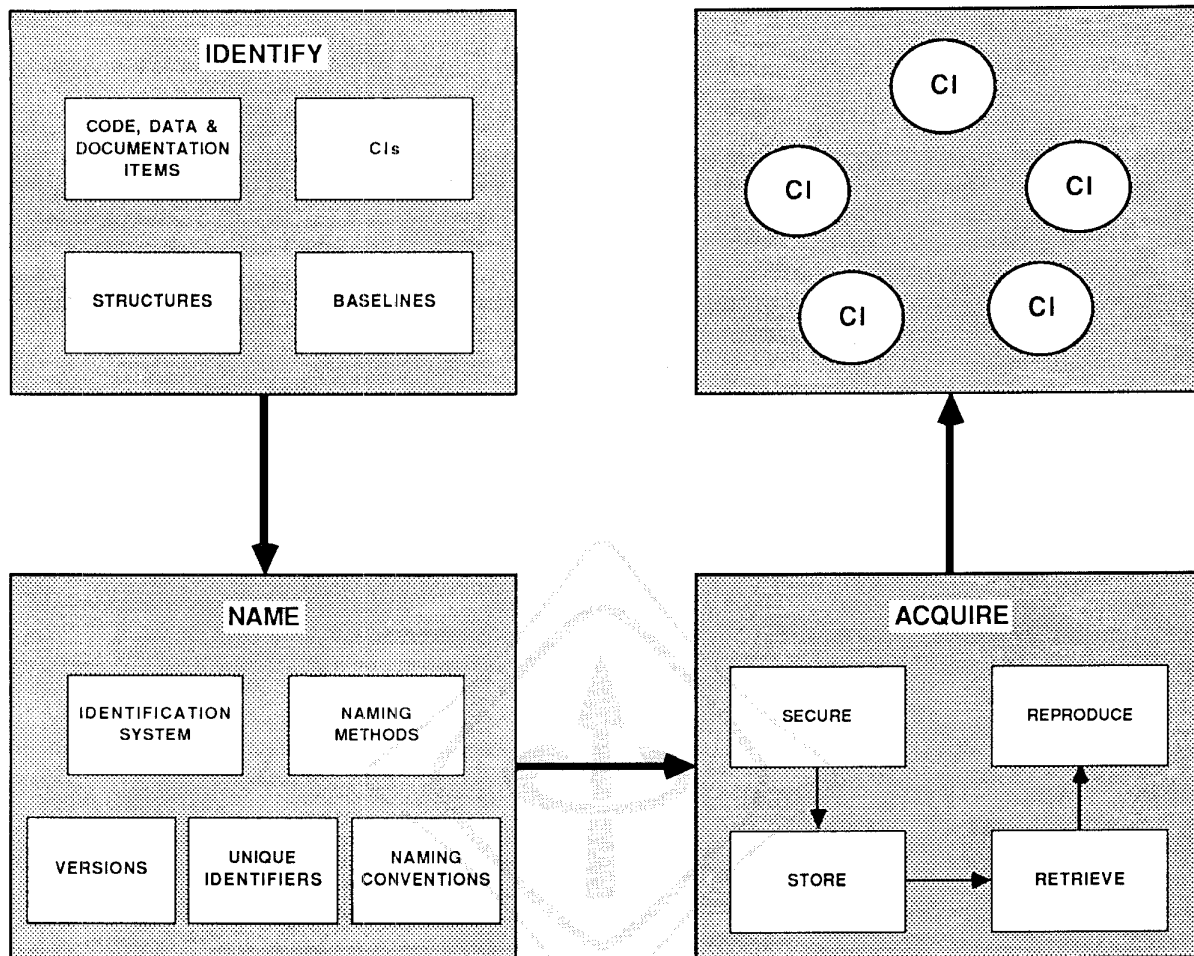 IDENTIFY
CODE, DATA &
DOCUMENTATION
ITEMS
CIs
STRUCTURES
BASELINES
NAME
IDENTIFICATION
SYSTEM
NAMING
METHODS
VERSIONS
UNIQUE
IDENTIFIERS
NAMING
CONVENTIONS
ACQUIRE
SECURE
REPRODUCE
STORE
RETRIEVE
CI
CI
CI
CI
CI